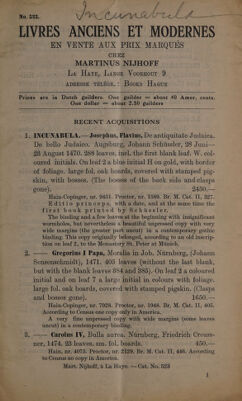 Incunabula
No. 523.
LIVRES ANCIENS ET MODERNES
EN VENTE AUX PRIX MARQUÉS
CHEZ
MARTINUS NIJHOFF
LA HAYE, LANGE VOORHOUT 9
ADRESSE TÉLÉGR.: BOOKS HAGUE
Prices are in Dutch guilders. One guilder = about 40 Amer. cents.
One dollar = about 2.50 guilders
RECENT ACQUISITIONS
1. INCUNABULA. — Josephus, Flavius, De antiquitate Judaica.
De bello Judaico. Augsburg, Johann Schüssler, 28 Juni—
23 August 1470. 288 leaves, incl. the first blank leaf. W. col-
oured initials. On leaf 2 a blue initial H on gold, with border
of foliage. large fol. oak boards, covered with stamped pig-
skin, with bosses. (The bosses of the back side and clasps
gone). 2450.—
Hain-Copinger, nr. 9451. Proctor, nr. 1589. Br. M. Cat. II, 327.
Editio princeps, with a date, and at the same time the
first book printed by Schüssler.
The binding and a few leaves at the beginning with insignificant
wormholes, but nevertheless a beautiful unpressed copy with very
wide margins (the greater part uncut) in a contemporary gothic
binding. This copy originally belonged, according to an old inscrip-
tion on leaf 2, to the Monastery St. Peter at Munich.
2. —— Gregorius I Papa, Moralia in Job. Nürnberg, (Johann
Sensenschmidt), 1471. 403 leaves (without the last blank,
but with the blank leaves 384 and 385). On leaf 2 a coloured
initial and on leaf 7 a large initial in colours with foliage.
large fol. oak boards, covered with stamped pigskin. (Clasps
and bosses gone). 1650.—
Hain-Copinger, nr. 7928. Proctor, nr. 1948. Br. M. Cat. II, 405.
According to Census one copy only in America.
A very fine unpressed copy with wide margins (some leaves
uncut) in a contemporary binding.
3. —— Carolus IV, Bulla aurea. Nürnberg, Friedrich Creuss-
ner, 1474. 23 leaves, sm. fol. boards. 450.—
Hain, nr. 4073. Proctor, nr. 2129. Br. M. Cat. II, 446. According
to Census no copy in America.
Mart. Nijhoff, à La Haye. — Cat. No. 523
1